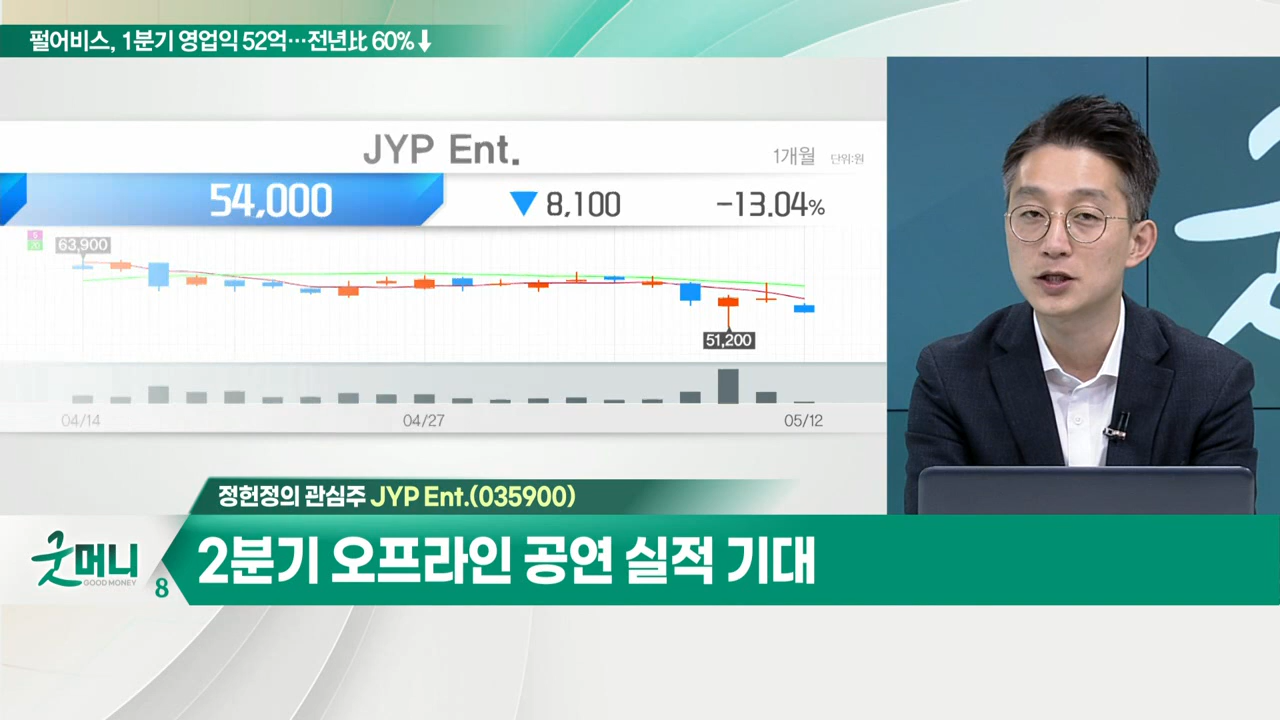 펄어비스, 1분기 영업익 52억…전년比 60%⬇
JYP Ent.
1개월 단위:원
54,000 ▼8,100 -13.04%
5
20
63,900
51,200
04/14 04/27 05/12
정헌정의 관심주 JYP Ent.(035900)
굿머니
GOOD MONEY
8
2분기 오프라인 공연 실적 기대